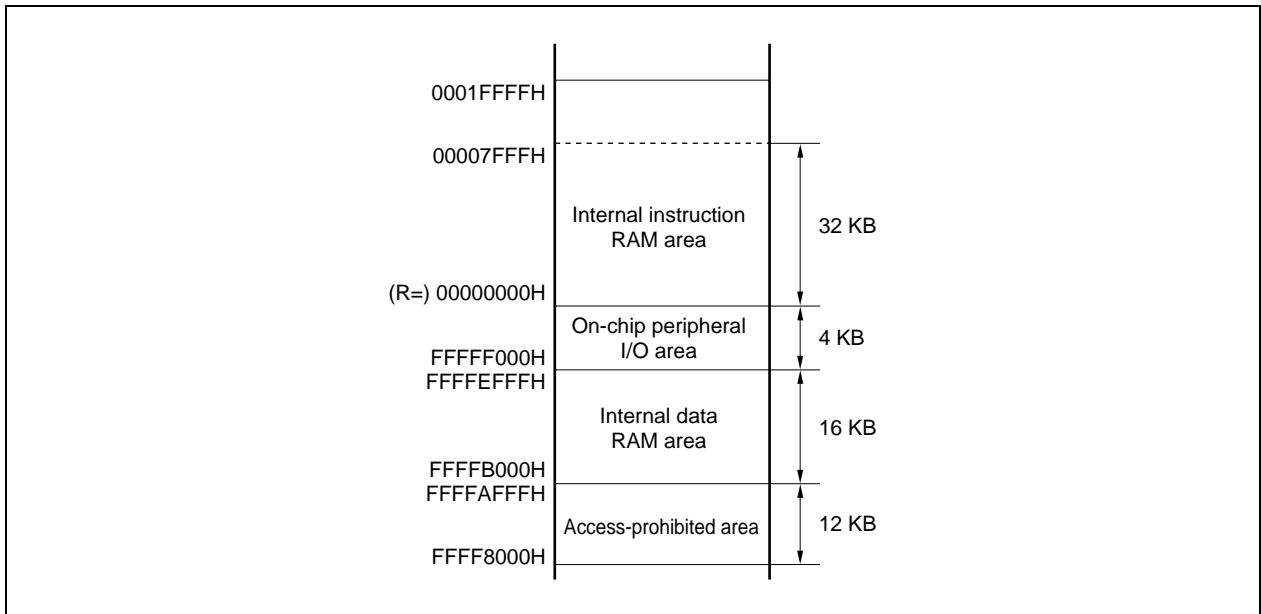 0001FFFFH
00007FFFH
Internal instruction
RAM area
32 KB
(R=) 00000000H
On-chip peripheral
I/O area
4 KB
FFFFF000H
FFFFEFFFH
Internal data
RAM area
16 KB
FFFFB000H
FFFFAFFFH
Access-prohibited area
12 KB
FFFF8000H